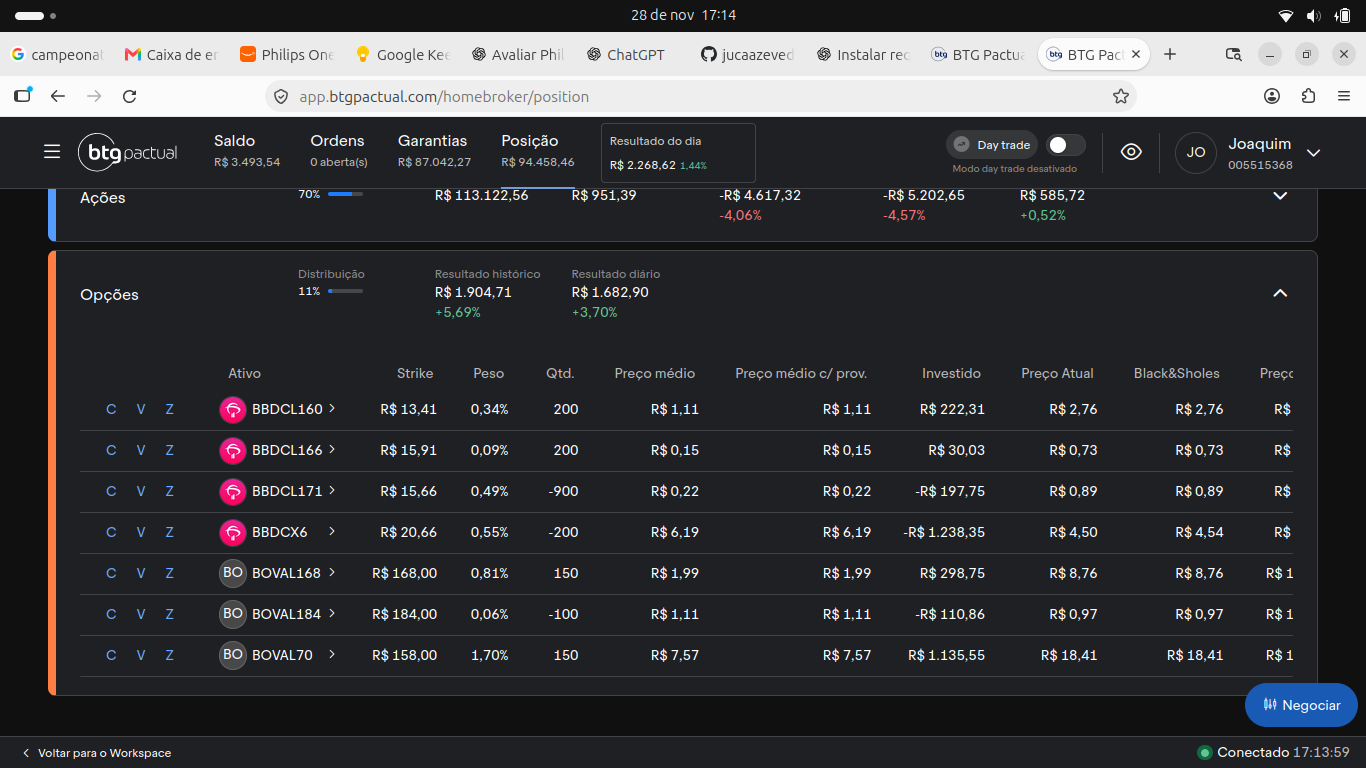 28 de nov 17:14
campeonat
Caixa de er
Philips One
Google Kee
Avaliar Phil
ChatGPT
jucaazeved
Instalar rec
BTG Pactua
BTG Pact
app.btgpactual.com/homebroker/position
btg pactual
Saldo
R$ 3.493,54
Ordens
0 aberta(s)
Garantias
R$ 87.042,27
Posição
R$ 94.458,46
Resultado do dia
R$ 2.268,62 1,44%
Day trade
Modo day trade desativado
JO
Joaquim
005515368
Ações 70% R$ 113.122,56 R$ 951,39 -R$ 4.617,32 -R$ 5.202,65 R$ 585,72
-4,06% -4,57% +0,52%
Distribuição Resultado histórico Resultado diário
Opções 11% R$ 1.904,71 R$ 1.682,90
+5,69% +3,70%
Ativo Strike Peso Qtd. Preço médio Preço médio c/ prov. Investido Preço Atual Black&Sholes Preço
C V Z BBDCL160 R$ 13,41 0,34% 200 R$ 1,11 R$ 1,11 R$ 222,31 R$ 2,76 R$ 2,76 R$
C V Z BBDCL166 R$ 15,91 0,09% 200 R$ 0,15 R$ 0,15 R$ 30,03 R$ 0,73 R$ 0,73 R$
C V Z BBDCL171 R$ 15,66 0,49% -900 R$ 0,22 R$ 0,22 -R$ 197,75 R$ 0,89 R$ 0,89 R$
C V Z BBDCX6 R$ 20,66 0,55% -200 R$ 6,19 R$ 6,19 -R$ 1.238,35 R$ 4,50 R$ 4,54 R$
C V Z BO BOVAL168 R$ 168,00 0,81% 150 R$ 1,99 R$ 1,99 R$ 298,75 R$ 8,76 R$ 8,76 R$ 1
C V Z BO BOVAL184 R$ 184,00 0,06% -100 R$ 1,11 R$ 1,11 -R$ 110,86 R$ 0,97 R$ 0,97 R$ 1
C V Z BO BOVAL70 R$ 158,00 1,70% 150 R$ 7,57 R$ 7,57 R$ 1.135,55 R$ 18,41 R$ 18,41 R$ 1
Negociar
Voltar para o Workspace
Conectado 17:13:59